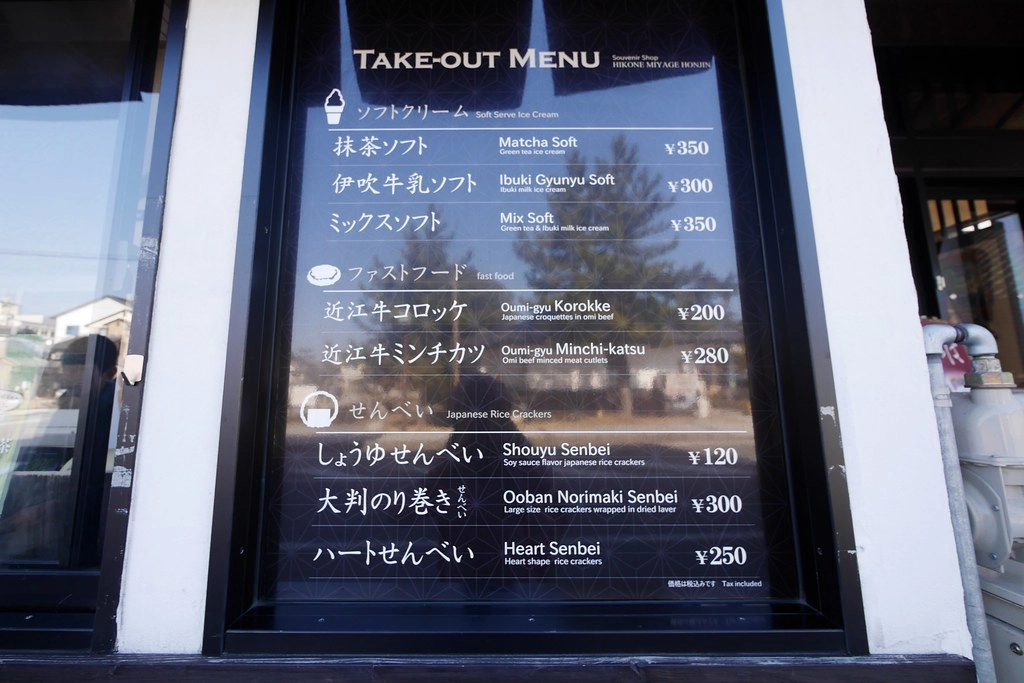 TAKE-OUT MENU
Souvenir Shop
HIKONE MIYAGE HONJIN
ソフトクリーム Soft Serve Ice Cream
抹茶ソフト Matcha Soft ¥350
Green tea ice cream
伊吹牛乳ソフト Ibuki Gyunyu Soft ¥300
Ibuki milk ice cream
ミックスソフト Mix Soft ¥350
Green tea & Ibuki milk ice cream
ファストフード fast food
近江牛コロッケ Oumi-gyu Korokke ¥200
Japanese croquettes in omi beef
近江牛ミンチカツ Oumi-gyu Minchi-katsu ¥280
Omi beef minced meat cutlets
せんべい Japanese Rice Crackers
しょうゆせんべい Shouyu Senbei ¥120
Soy sauce flavor japanese rice crackers
大判のり巻きせんべい Ooban Norimaki Senbei ¥300
Large size rice crackers wrapped in dried laver
ハートせんべい Heart Senbei ¥250
Heart shape rice crackers
価格は税込みです Tax included